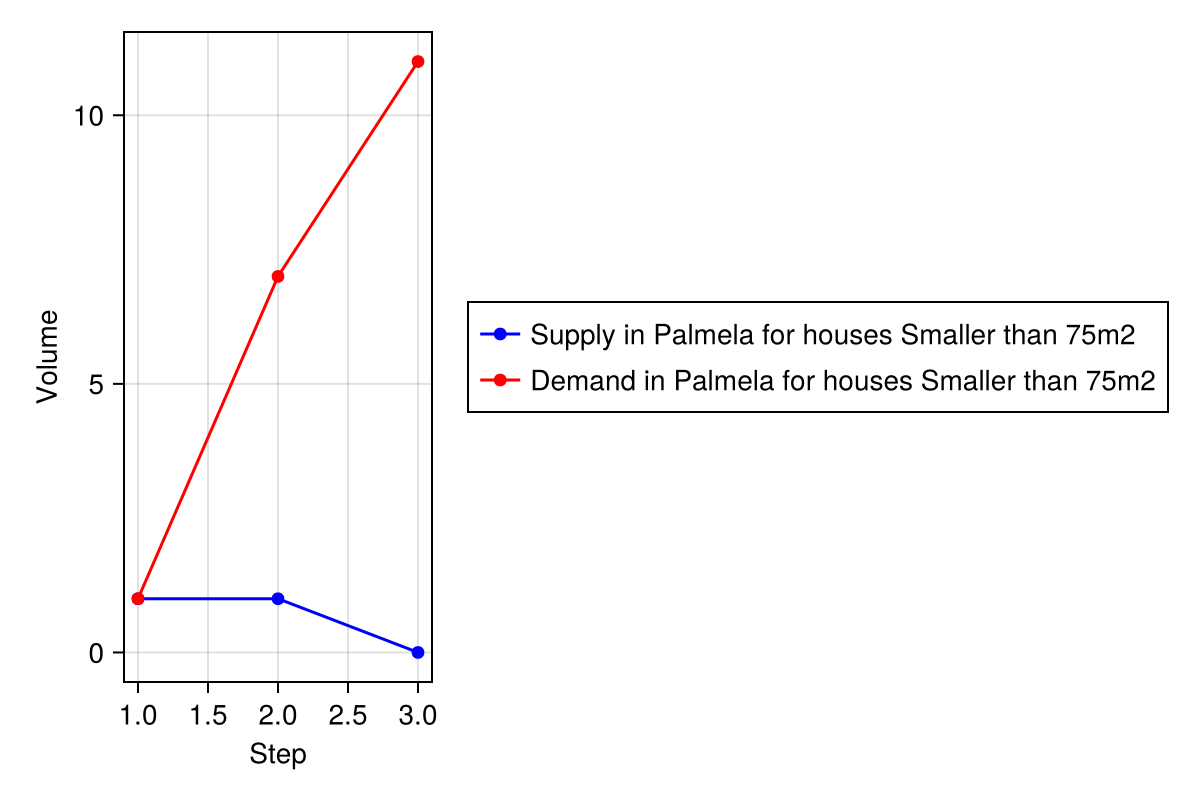 Volume
10
5
0
1.0 1.5 2.0 2.5 3.0
Step
Supply in Palmela for houses Smaller than 75m2
Demand in Palmela for houses Smaller than 75m2